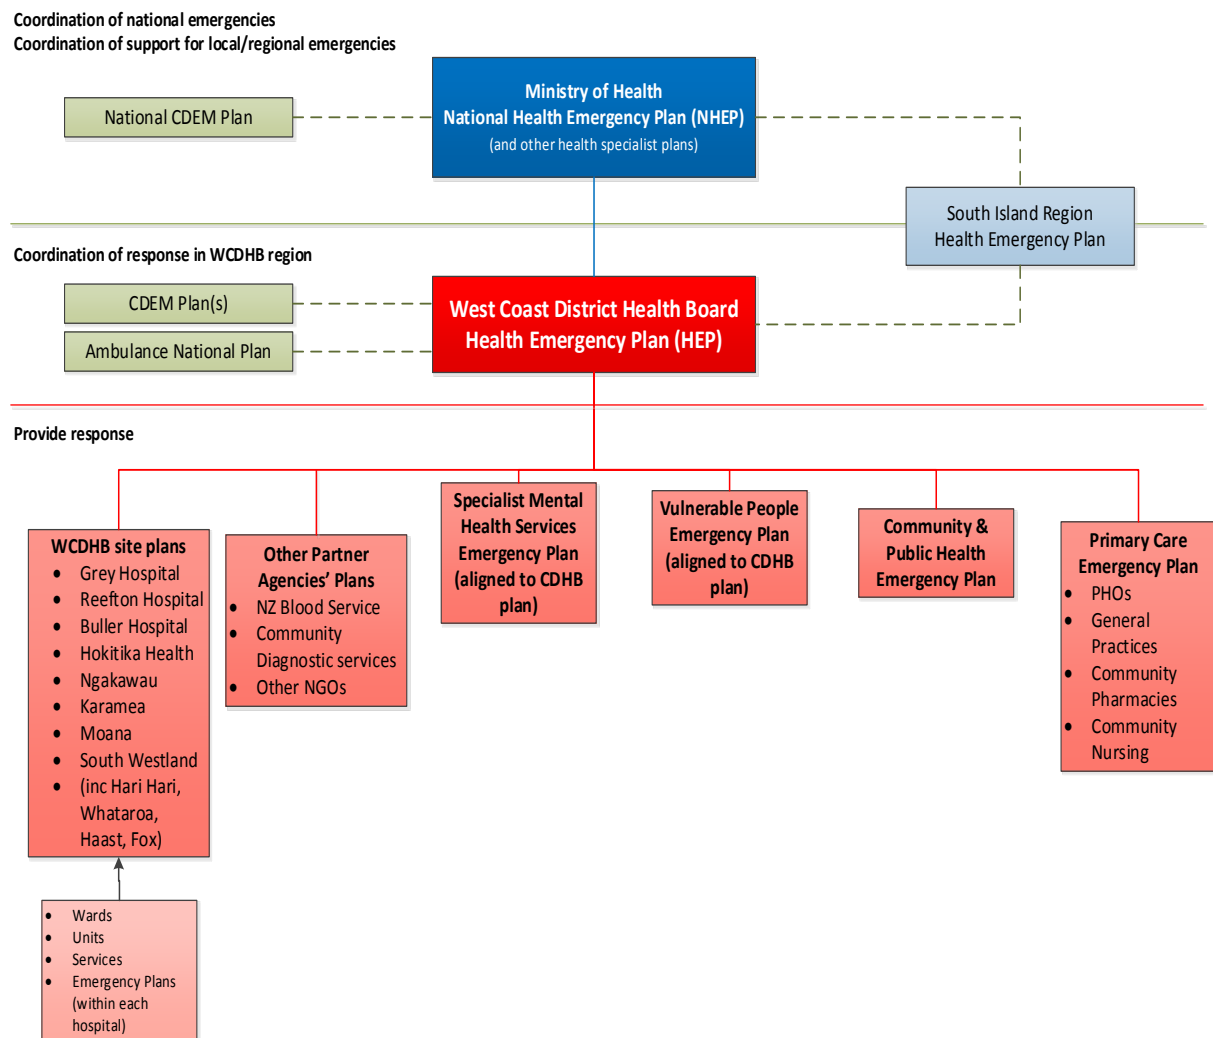 Coordination of national emergencies
Coordination of support for local/regional emergencies
Ministry of Health
National Health Emergency Plan (NHEP)
(and other health specialist plans)
National CDEM Plan
South Island Region
Health Emergency Plan
Coordination of response in WCDHB region
CDEM Plan(s)
Ambulance National Plan
West Coast District Health Board
Health Emergency Plan (HEP)
Provide response
WCDHB site plans
• Grey Hospital
• Reefton Hospital
• Buller Hospital
• Hokitika Health
• Ngakawau
• Karamea
• Moana
• South Westland
• (inc Hari Hari,
Whataroa,
Haast, Fox)
Other Partner
Agencies’ Plans
• NZ Blood Service
• Community
Diagnostic services
• Other NGOs
Specialist Mental
Health Services
Emergency Plan
(aligned to CDHB
plan)
Vulnerable People
Emergency Plan
(aligned to CDHB
plan)
Community &
Public Health
Emergency Plan
Primary Care
Emergency Plan
• PHOs
• General
Practices
• Community
Pharmacies
• Community
Nursing
• Wards
• Units
• Services
• Emergency Plans
(within each
hospital)